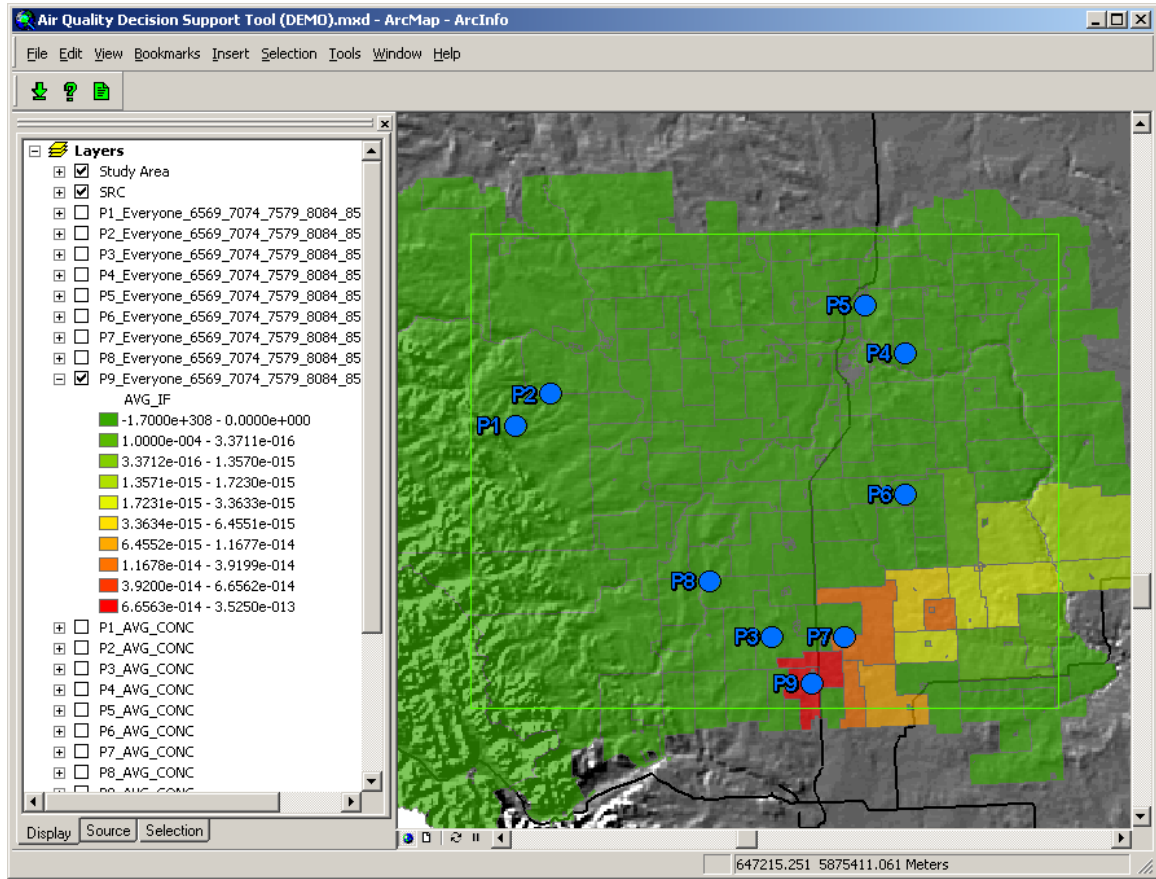 Air Quality Decision Support Tool (DEMO).mxd - ArcMap - ArcInfo
File Edit View Bookmarks Insert Selection Tools Window Help
Layers
Study Area
SRC
P1_Everyone_6569_7074_7579_8084_85
P2_Everyone_6569_7074_7579_8084_85
P3_Everyone_6569_7074_7579_8084_85
P4_Everyone_6569_7074_7579_8084_85
P5_Everyone_6569_7074_7579_8084_85
P6_Everyone_6569_7074_7579_8084_85
P7_Everyone_6569_7074_7579_8084_85
P8_Everyone_6569_7074_7579_8084_85
P9_Everyone_6569_7074_7579_8084_85
AVG_IF
-1.7000e+308 - 0.0000e+000
1.0000e-004 - 3.3711e-016
3.3712e-016 - 1.3570e-015
1.3571e-015 - 1.7230e-015
1.7231e-015 - 3.3633e-015
3.3634e-015 - 6.4551e-015
6.4552e-015 - 1.1677e-014
1.1678e-014 - 3.9199e-014
3.9200e-014 - 6.6562e-014
6.6563e-014 - 3.5250e-013
P1_AVG_CONC
P2_AVG_CONC
P3_AVG_CONC
P4_AVG_CONC
P5_AVG_CONC
P6_AVG_CONC
P7_AVG_CONC
P8_AVG_CONC
Display Source Selection
P5
P4
P2
P1
P6
P8
P3 P7
P9
647215.251 5875411.061 Meters